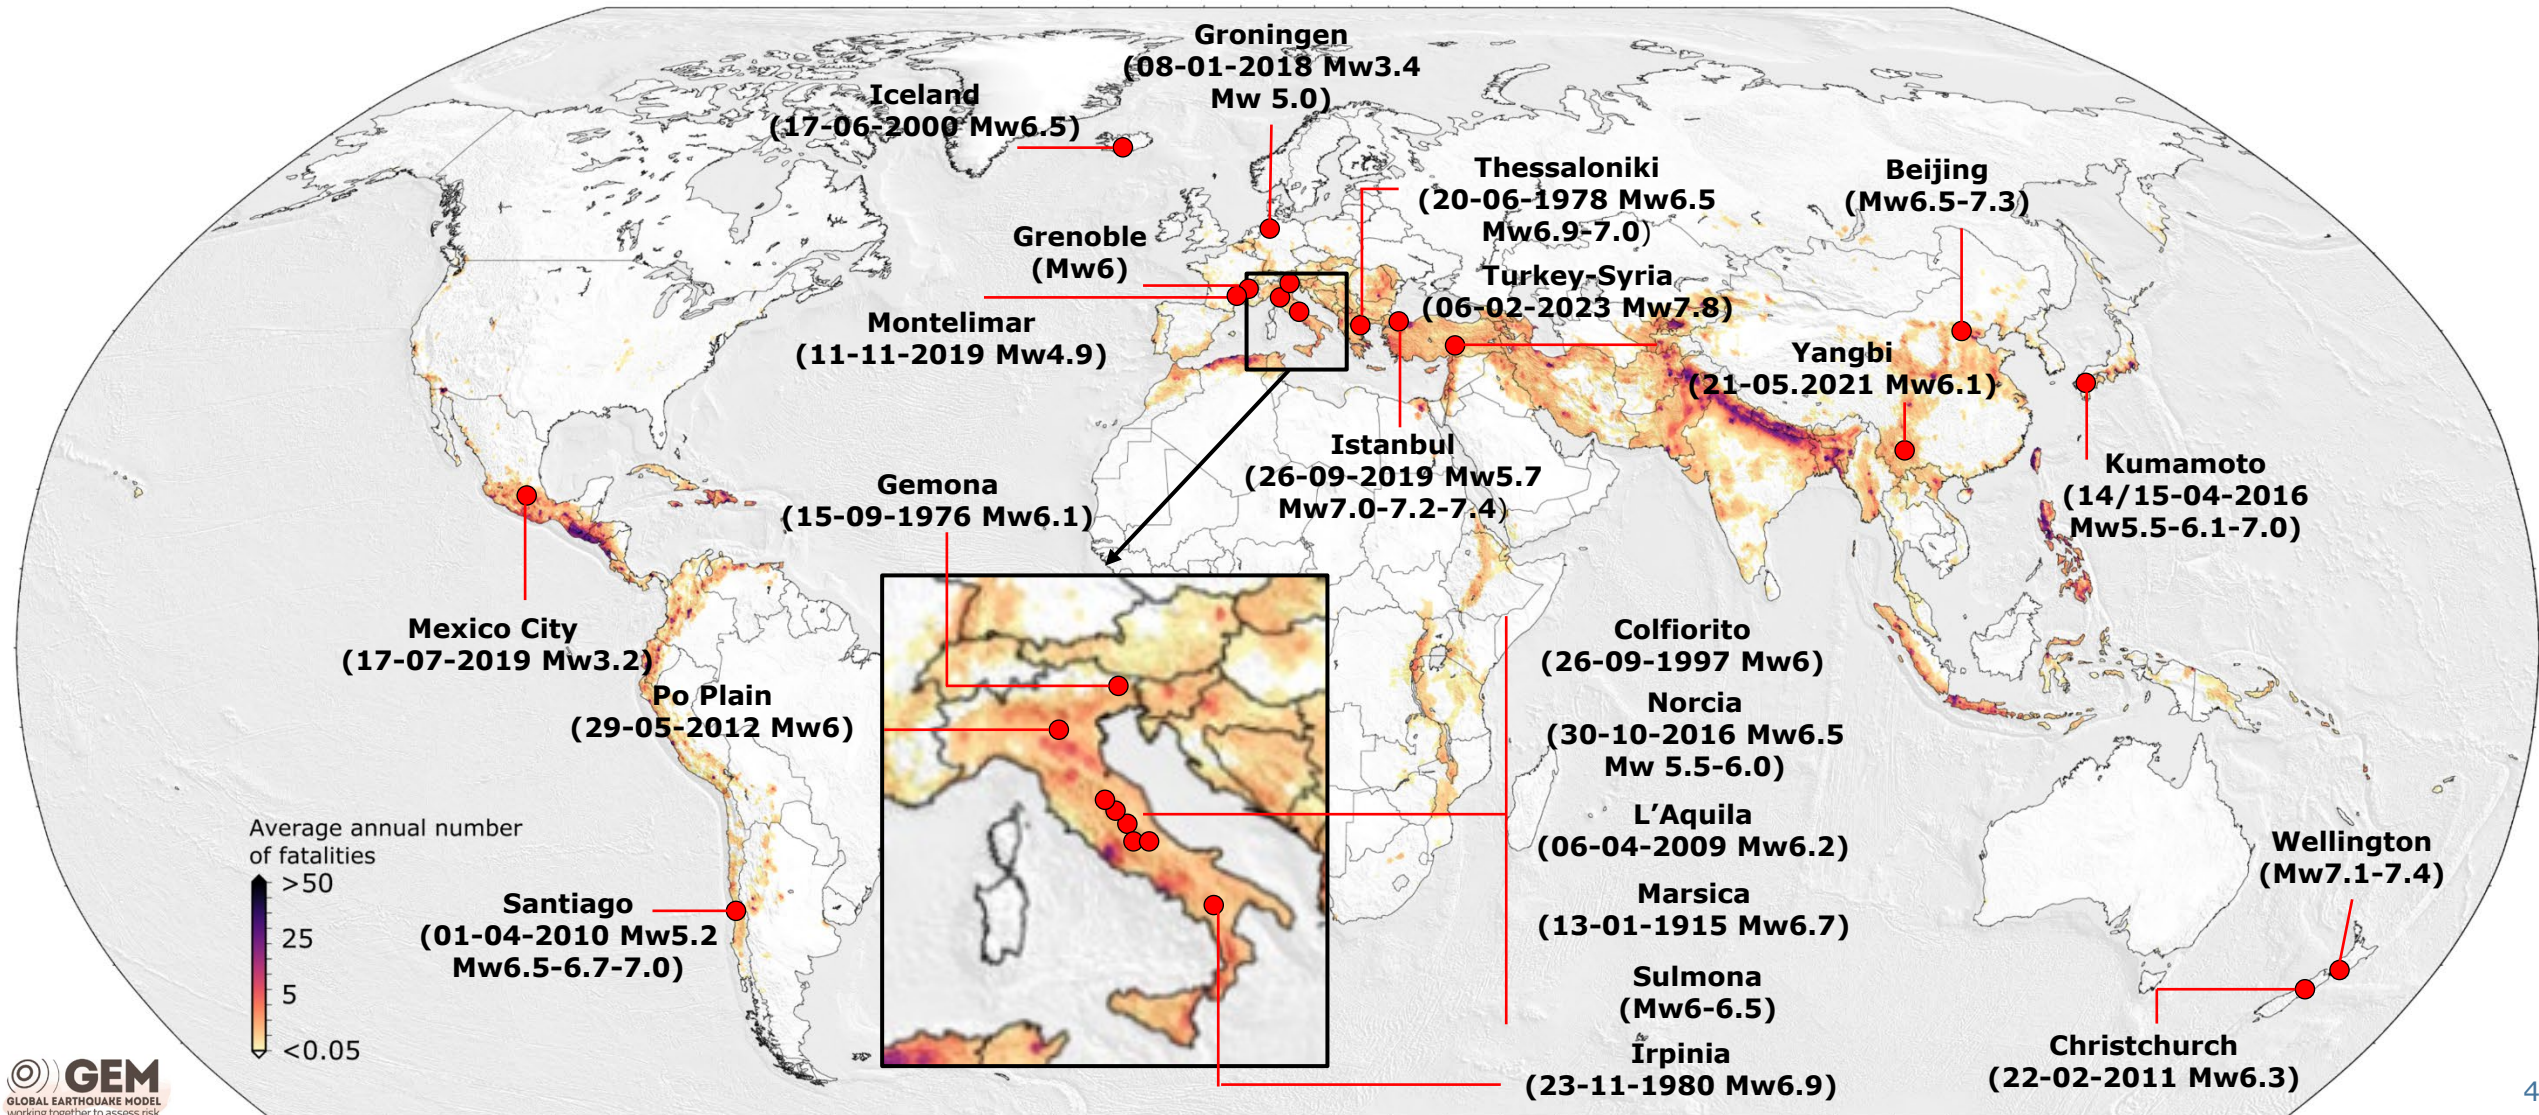 Groningen
(08-01-2018 Mw3.4
Mw 5.0)
Iceland
(17-06-2000 Mw6.5)
Thessaloniki
(20-06-1978 Mw6.5
Mw6.9-7.0)
Beijing
(Mw6.5-7.3)
Grenoble
(Mw6)
Turkey-Syria
(06-02-2023 Mw7.8)
Montelimar
(11-11-2019 Mw4.9)
Yangbi
(21-05.2021 Mw6.1)
Istanbul
(26-09-2019 Mw5.7
Mw7.0-7.2-7.4)
Kumamoto
(14/15-04-2016
Mw5.5-6.1-7.0)
Gemona
(15-09-1976 Mw6.1)
Mexico City
(17-07-2019 Mw3.2)
Po Plain
(29-05-2012 Mw6)
Colfiorito
(26-09-1997 Mw6)
Norcia
(30-10-2016 Mw6.5
Mw 5.5-6.0)
L’Aquila
(06-04-2009 Mw6.2)
Marsica
(13-01-1915 Mw6.7)
Sulmona
(Mw6-6.5)
Irpinia
(23-11-1980 Mw6.9)
Average annual number
of fatalities
>50
25
5
<0.05
Santiago
(01-04-2010 Mw5.2
Mw6.5-6.7-7.0)
Wellington
(Mw7.1-7.4)
Christchurch
(22-02-2011 Mw6.3)
GEM
GLOBAL EARTHQUAKE MODEL
working together to assess risk
4